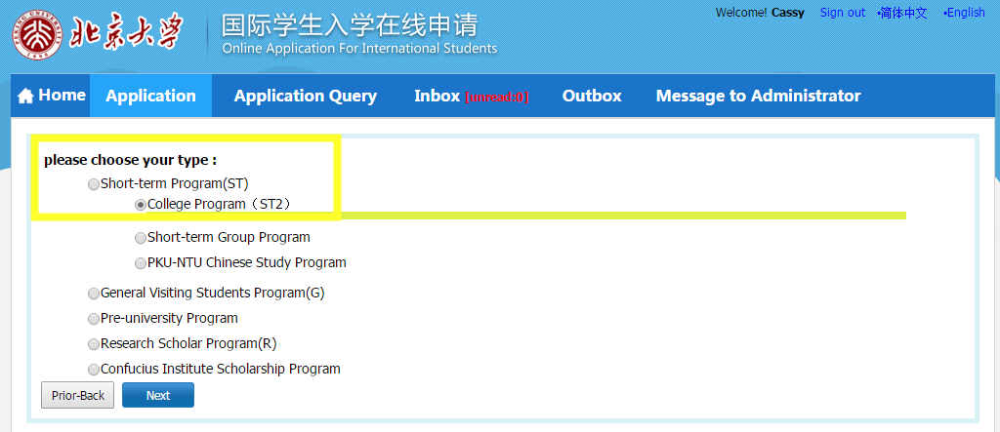 Welcome! Cassy Sign out •简体中文 •English
PEKING UNIVERSITY
1898
北京大学
国际学生入学在线申请
Online Application For International Students
Home Application Application Query Inbox [unread:0] Outbox Message to Administrator
please choose your type :
Short-term Program(ST)
College Program（ST2）
Short-term Group Program
PKU-NTU Chinese Study Program
General Visiting Students Program(G)
Pre-university Program
Research Scholar Program(R)
Confucius Institute Scholarship Program
Prior-Back Next